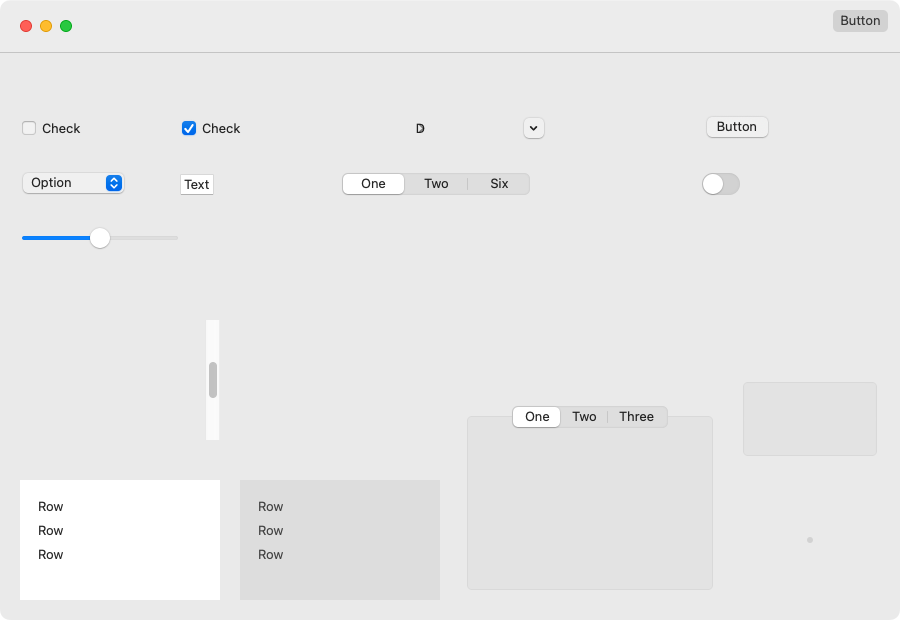 Button
Check
Check
D
Button
Option
Text
One Two Six
One Two Three
Row
Row
Row
Row
Row
Row